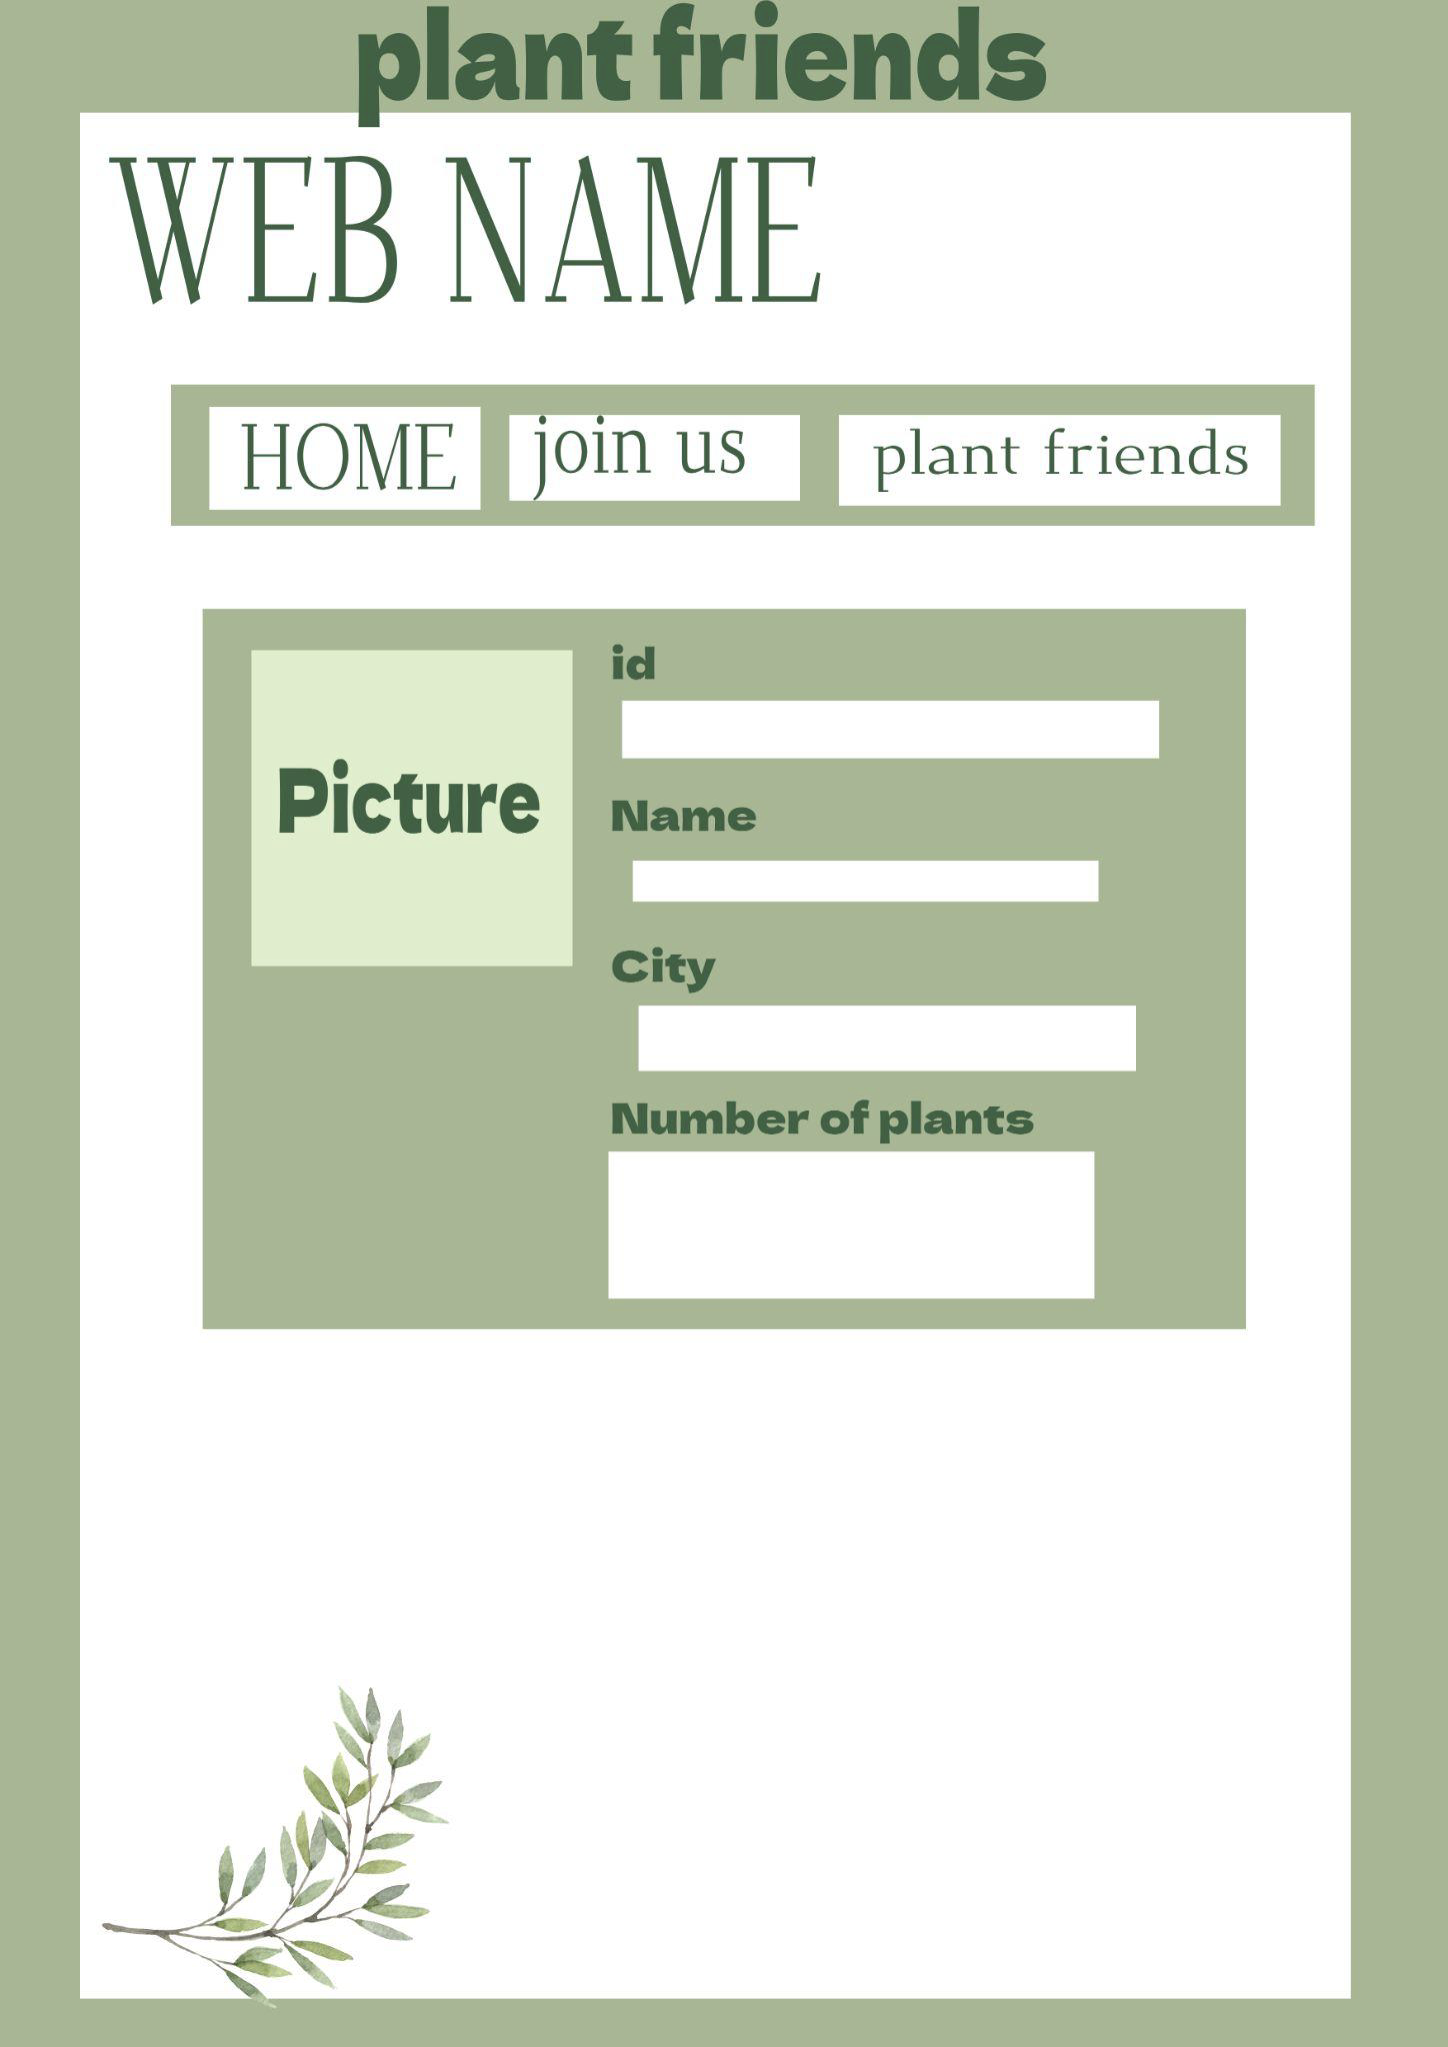 plant friends
WEB NAME
HOME
join us
plant friends
Picture
id
Name
City
Number of plants